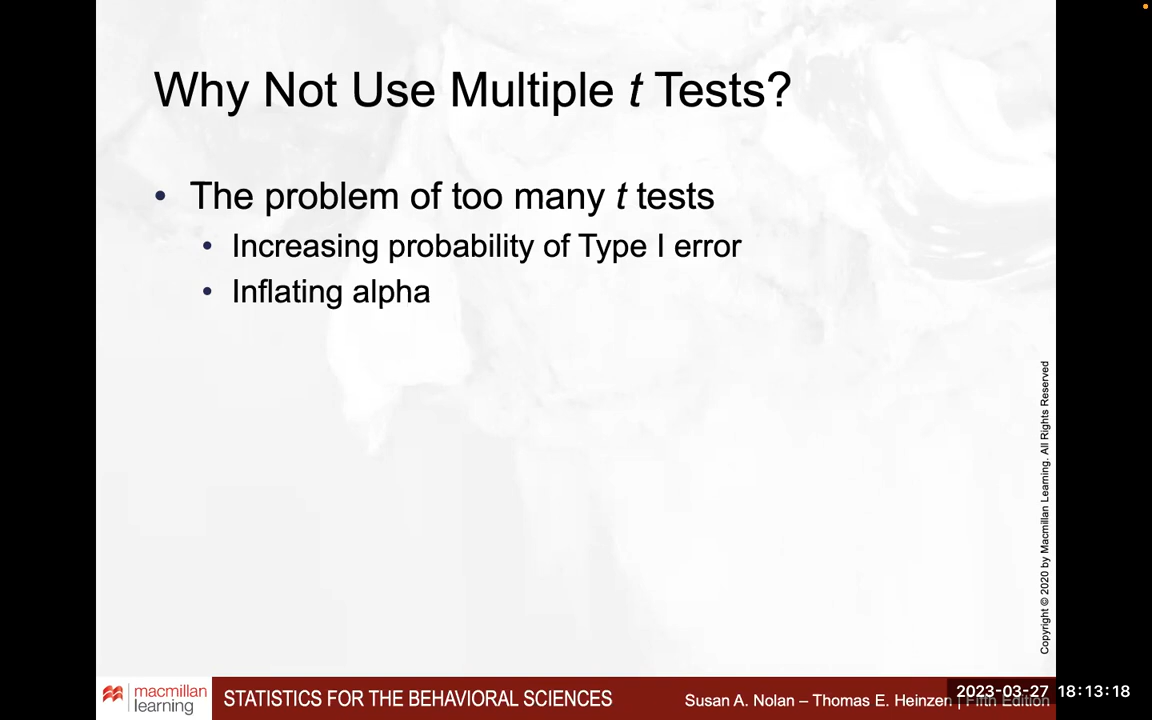 Why Not Use Multiple t Tests?
• The problem of too many t tests
• Increasing probability of Type I error
• Inflating alpha
Copyright © 2020 by Macmillan Learning. All Rights Reserved
macmillan
learning
STATISTICS FOR THE BEHAVIORAL SCIENCES
Susan A. Nolan – Thomas E. Heinzen | Fifth Edition
2023-03-27 18:13:18